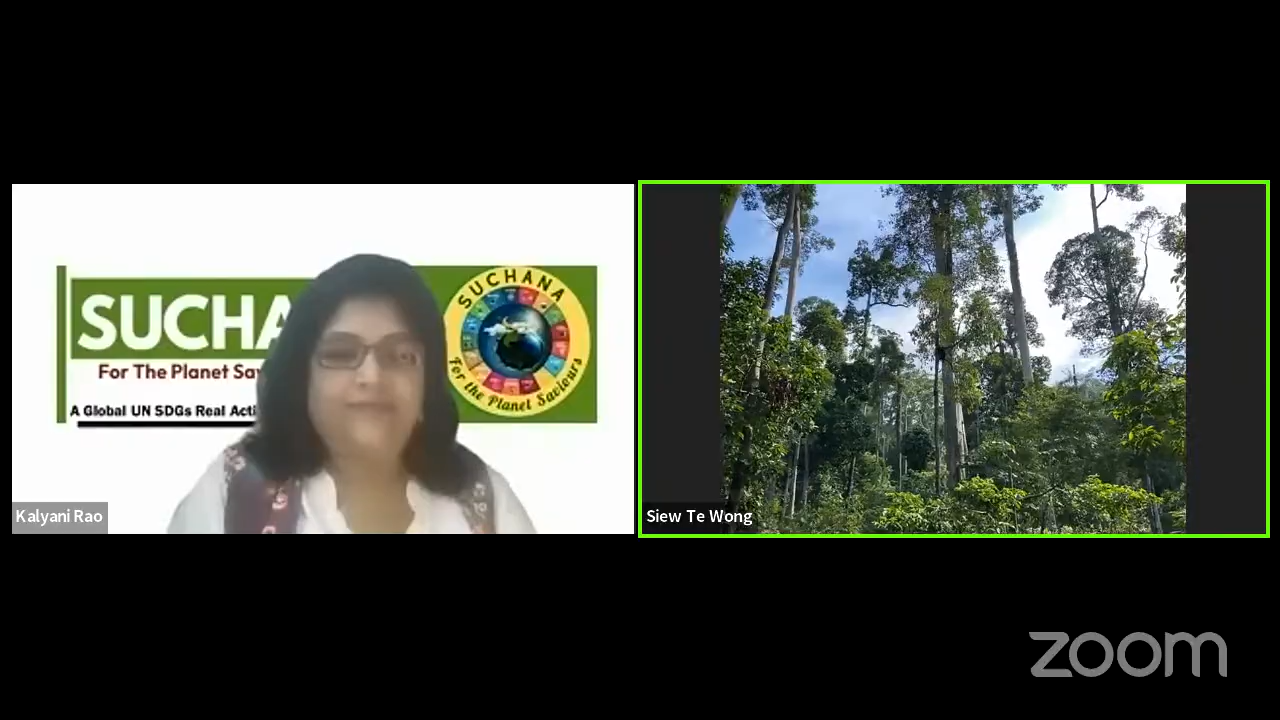 SUCHA
For The Planet Sa
A Global UN SDGs Real Acti
SUCHANA
For the Planet Saviours
Kalyani Rao
Siew Te Wong
zoom